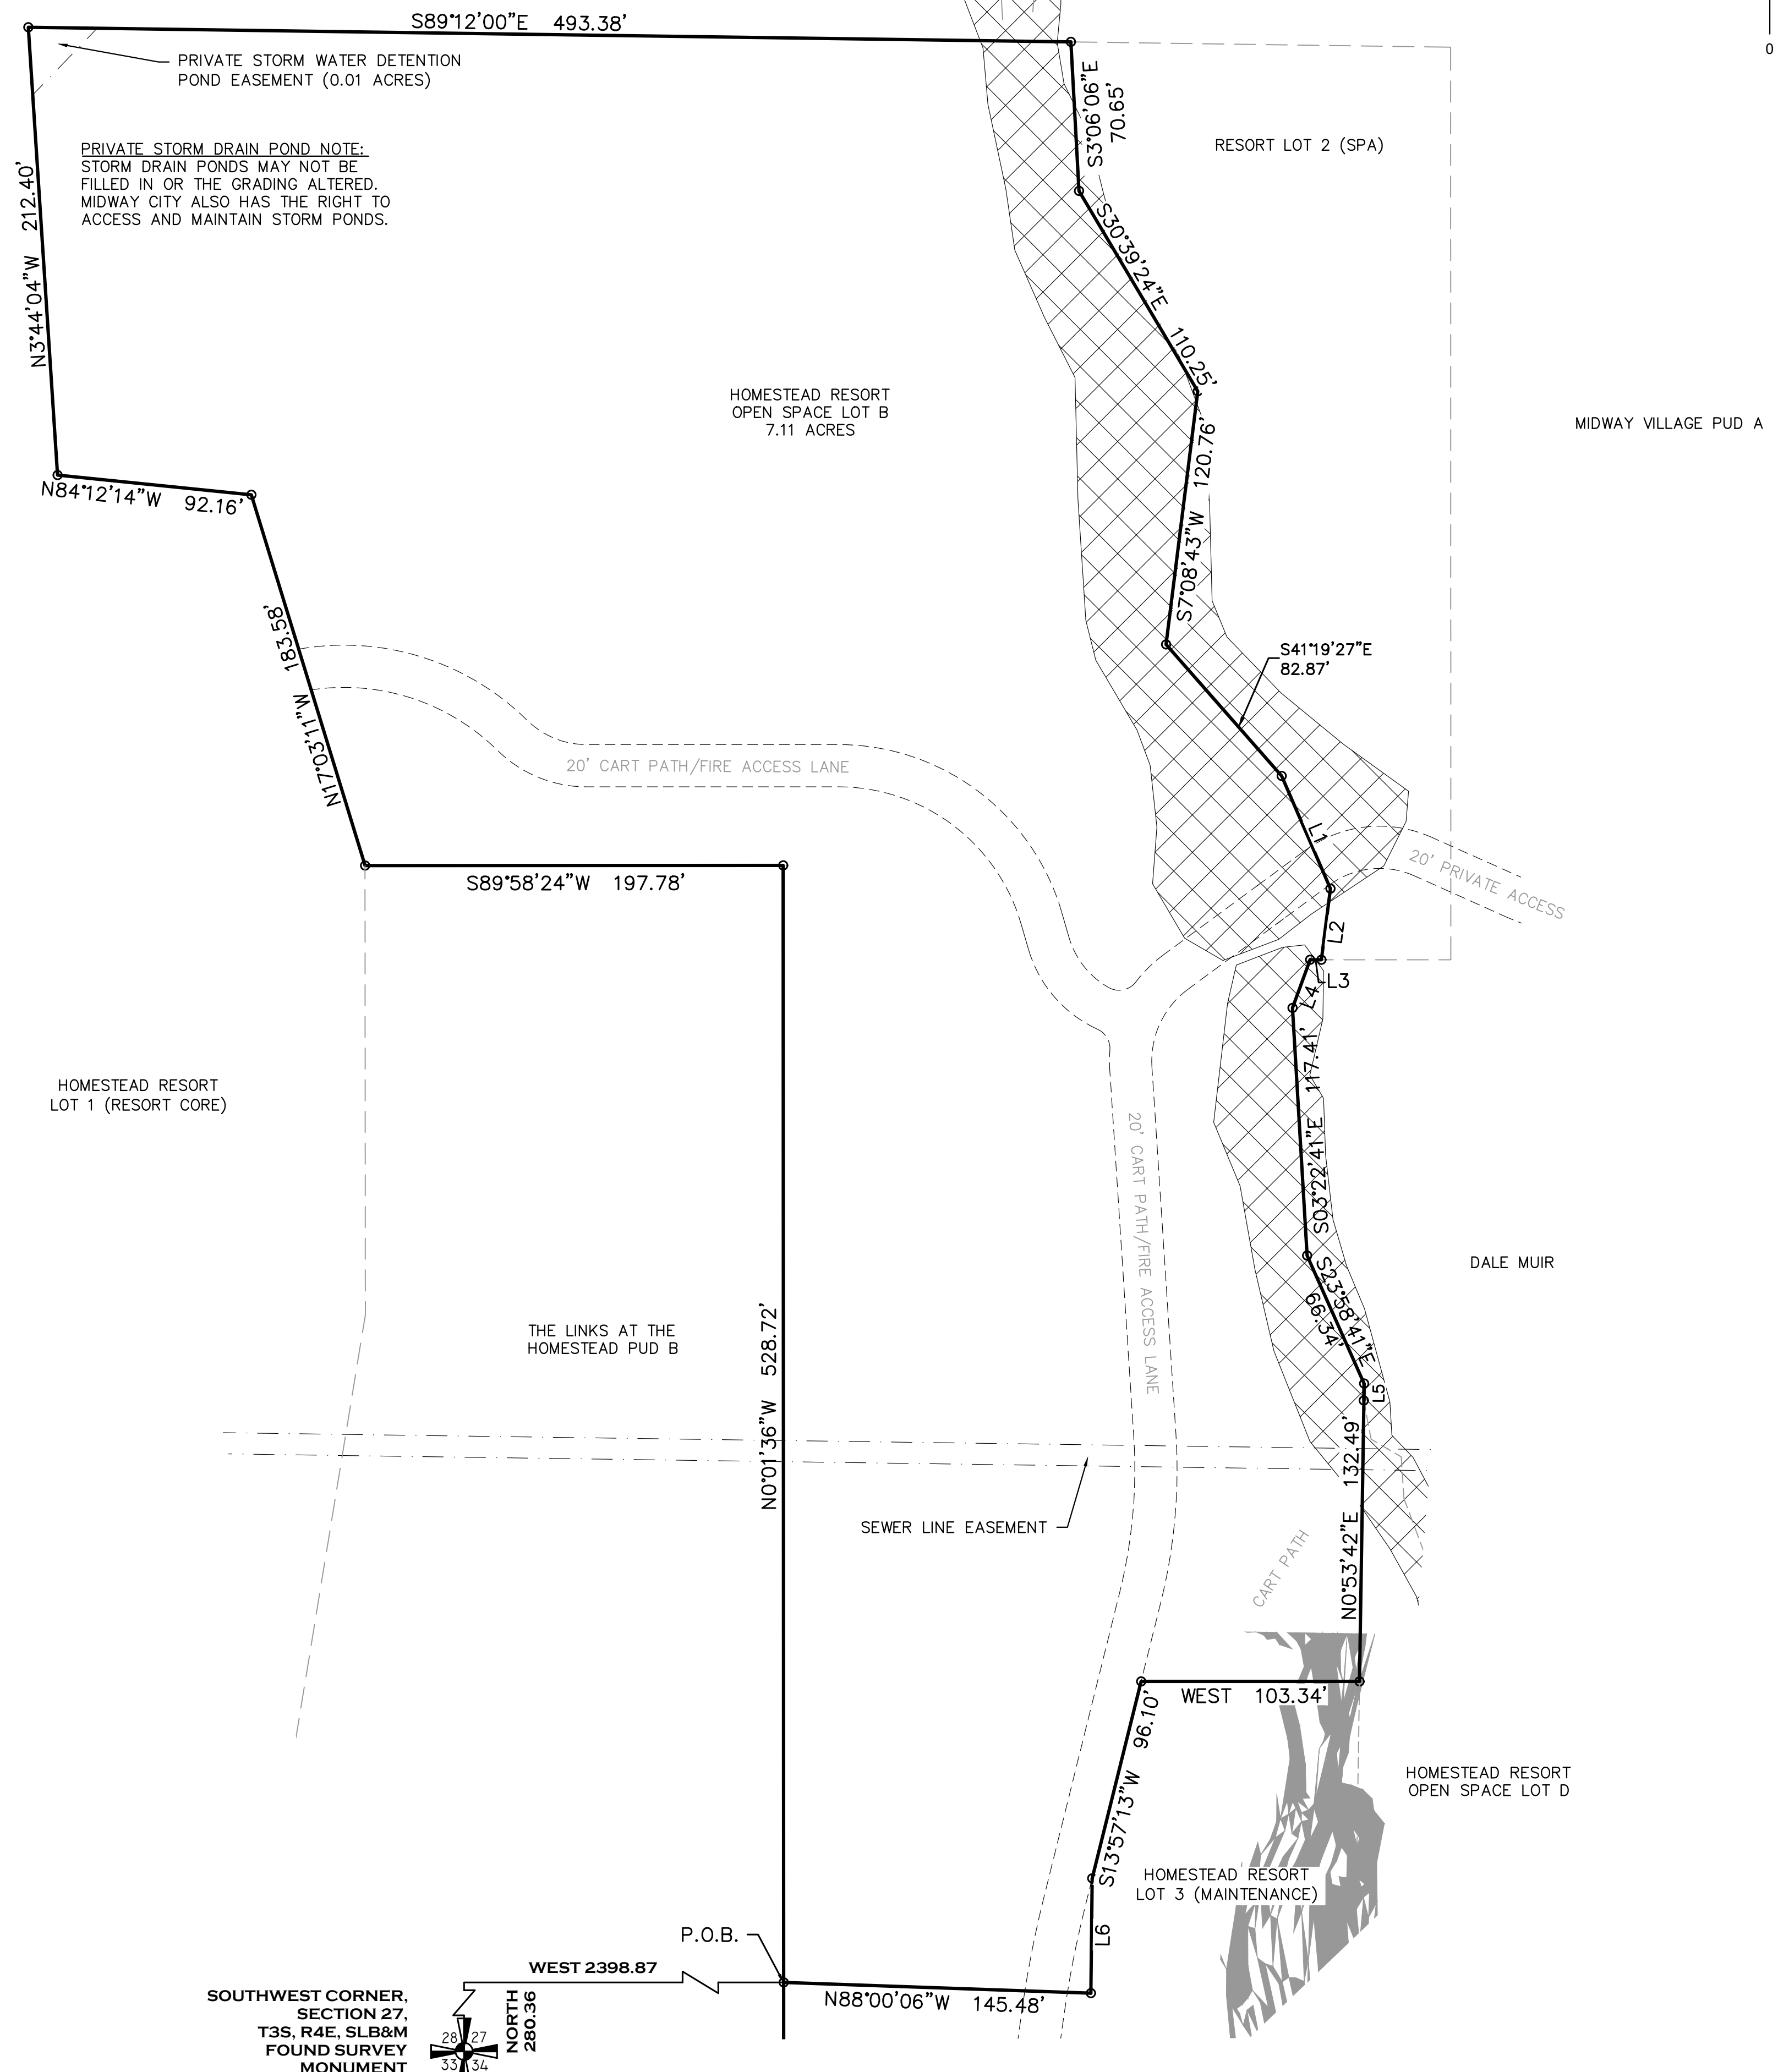 S89°12'00"E 493.38'
0
PRIVATE STORM WATER DETENTION
POND EASEMENT (0.01 ACRES)
S3°06'06"E
70.65'
RESORT LOT 2 (SPA)
PRIVATE STORM DRAIN POND NOTE:
STORM DRAIN PONDS MAY NOT BE
FILLED IN OR THE GRADING ALTERED.
MIDWAY CITY ALSO HAS THE RIGHT TO
ACCESS AND MAINTAIN STORM PONDS.
N3°44'04"W 212.40'
S30°39'24"E 110.25'
HOMESTEAD RESORT
OPEN SPACE LOT B
7.11 ACRES
MIDWAY VILLAGE PUD A
S7°08'43"W 120.76'
N84°12'14"W 92.16'
N17°03'11"W 183.58'
S41°19'27"E
82.87'
20' CART PATH/FIRE ACCESS LANE
L1
20' PRIVATE ACCESS
S89°58'24"W 197.78'
L2
L3
L4
HOMESTEAD RESORT
LOT 1 (RESORT CORE)
S03°22'41"E 117.41'
20' CART PATH/FIRE ACCESS LANE
DALE MUIR
S23°58'41"E
66.34'
THE LINKS AT THE
HOMESTEAD PUD B
N0°01'36"W 528.72'
L5
N0°53'42"E 132.49'
SEWER LINE EASEMENT
CART PATH
WEST 103.34'
S13°57'13"W 96.10'
HOMESTEAD RESORT
OPEN SPACE LOT D
HOMESTEAD RESORT
LOT 3 (MAINTENANCE)
L6
P.O.B.
WEST 2398.87
N88°00'06"W 145.48'
NORTH
280.36
SOUTHWEST CORNER,
SECTION 27,
T3S, R4E, SLB&M
FOUND SURVEY
MONUMENT
28 27
33 34